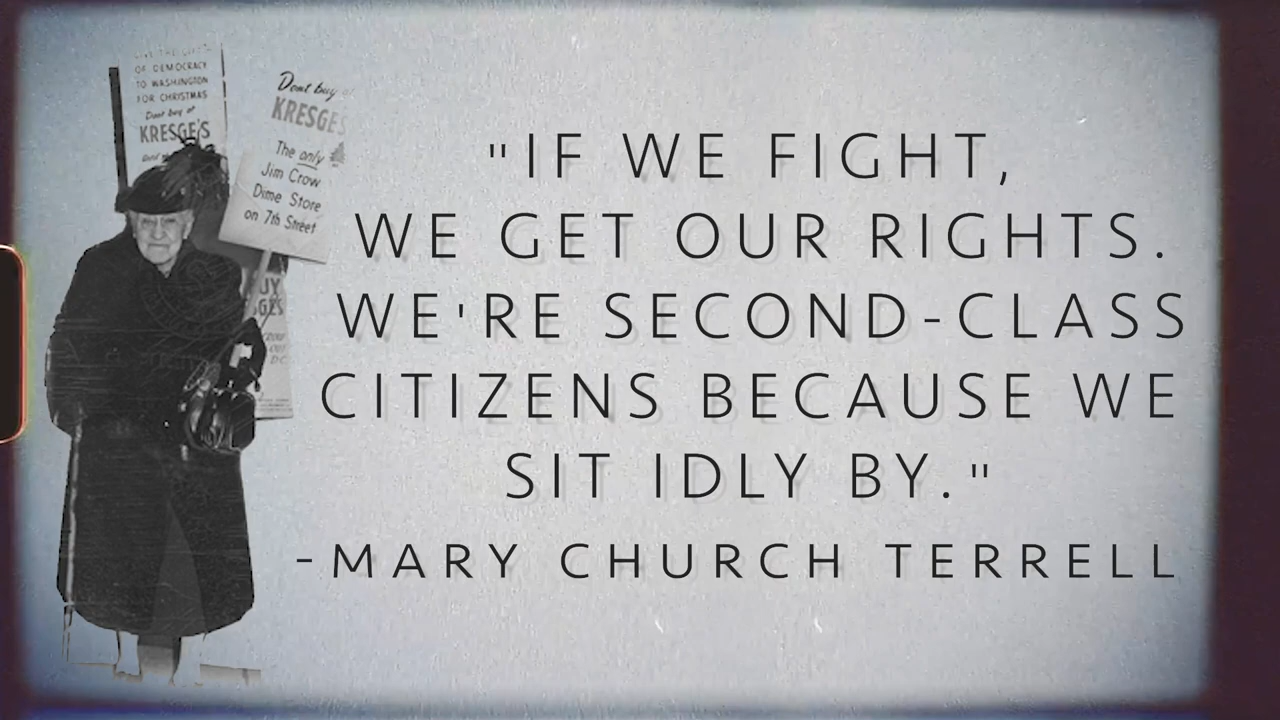 OF DEMOCRACY
TO WASHINGTON
FOR CHRISTMAS
Dont buy at
KRESGE'S
Dont buy at
KRESGES
The only
Jim Crow
Dime Store
on 7th Street
"IF WE FIGHT,
WE GET OUR RIGHTS.
WE'RE SECOND-CLASS
CITIZENS BECAUSE WE
SIT IDLY BY."
-MARY CHURCH TERRELL